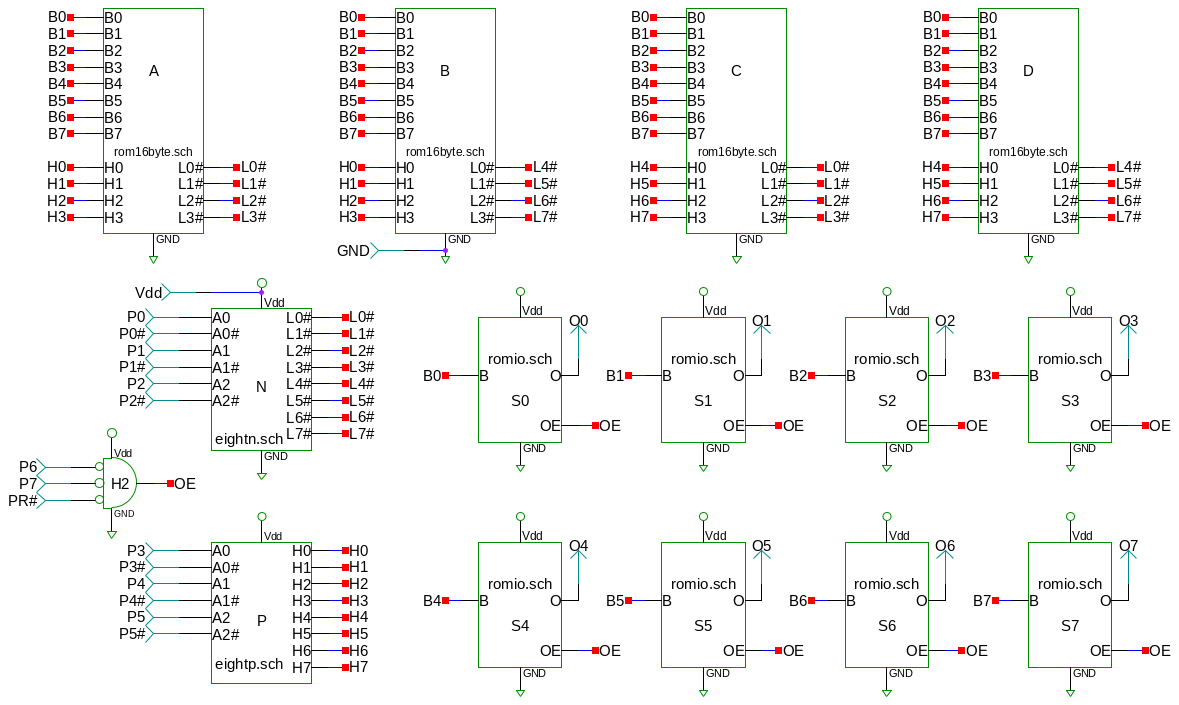 B0 B0 B0 B0 B0 B0 B0 B0
B1 B1 B1 B1 B1 B1 B1 B1
B2 B2 B2 B2 B2 B2 B2 B2
B3 B3 A B3 B3 B B3 B3 C B3 B3 D
B4 B4 B4 B4 B4 B4 B4 B4
B5 B5 B5 B5 B5 B5 B5 B5
B6 B6 B6 B6 B6 B6 B6 B6
B7 B7 B7 B7 B7 B7 B7 B7
rom16byte.sch rom16byte.sch rom16byte.sch rom16byte.sch
H0 H0 L0# L0# H0 H0 L0# L4# H4 H0 L0# L0# H4 H0 L0# L4#
H1 H1 L1# L1# H1 H1 L1# L5# H5 H1 L1# L1# H5 H1 L1# L5#
H2 H2 L2# L2# H2 H2 L2# L6# H6 H2 L2# L2# H6 H2 L2# L6#
H3 H3 L3# L3# H3 H3 L3# L7# H7 H3 L3# L3# H7 H3 L3# L7#
GND GND GND GND
GND
Vdd
Vdd Vdd Vdd Vdd Vdd
P0 A0 L0# L0# O0 O1 O2 O3
P0# A0# L1# L1#
P1 A1 L2# L2#
romio.sch romio.sch romio.sch romio.sch
P1# A1# L3# L3#
B0 B O B1 B O B2 B O B3 B O
P2 A2 N L4# L4#
P2# A2# L5# L5# S0 S1 S2 S3
L6# L6#
OE OE OE OE OE OE OE OE
eightn.sch L7# L7#
Vdd GND GND GND GND GND
P6
P7 H2 OE
PR#
GND
Vdd Vdd Vdd Vdd Vdd
P3 A0 H0 H0 O4 O5 O6 O7
P3# A0# H1 H1
P4 A1 H2 H2
romio.sch romio.sch romio.sch romio.sch
P4# A1# H3 H3
B4 B O B5 B O B6 B O B7 B O
P5 A2 P H4 H4
P5# A2# H5 H5 S4 S5 S6 S7
H6 H6
OE OE OE OE OE OE OE OE
eightp.sch H7 H7
GND GND GND GND